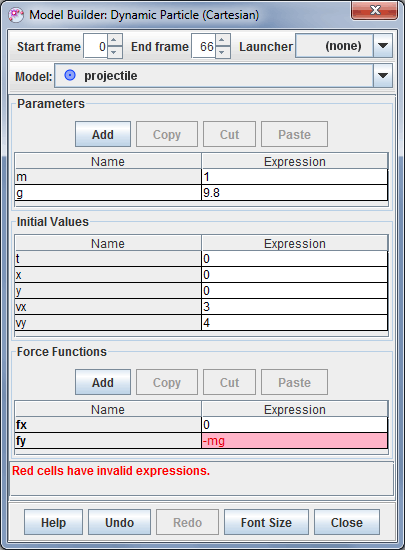 Model Builder: Dynamic Particle (Cartesian)
Start frame 0 End frame 66 Launcher (none)
Model: projectile
Parameters
Add Copy Cut Paste
Name Expression
m 1
g 9.8
Initial Values
Name Expression
t 0
x 0
y 0
vx 3
vy 4
Force Functions
Add Copy Cut Paste
Name Expression
fx 0
fy -mg
Red cells have invalid expressions.
Help Undo Redo Font Size Close